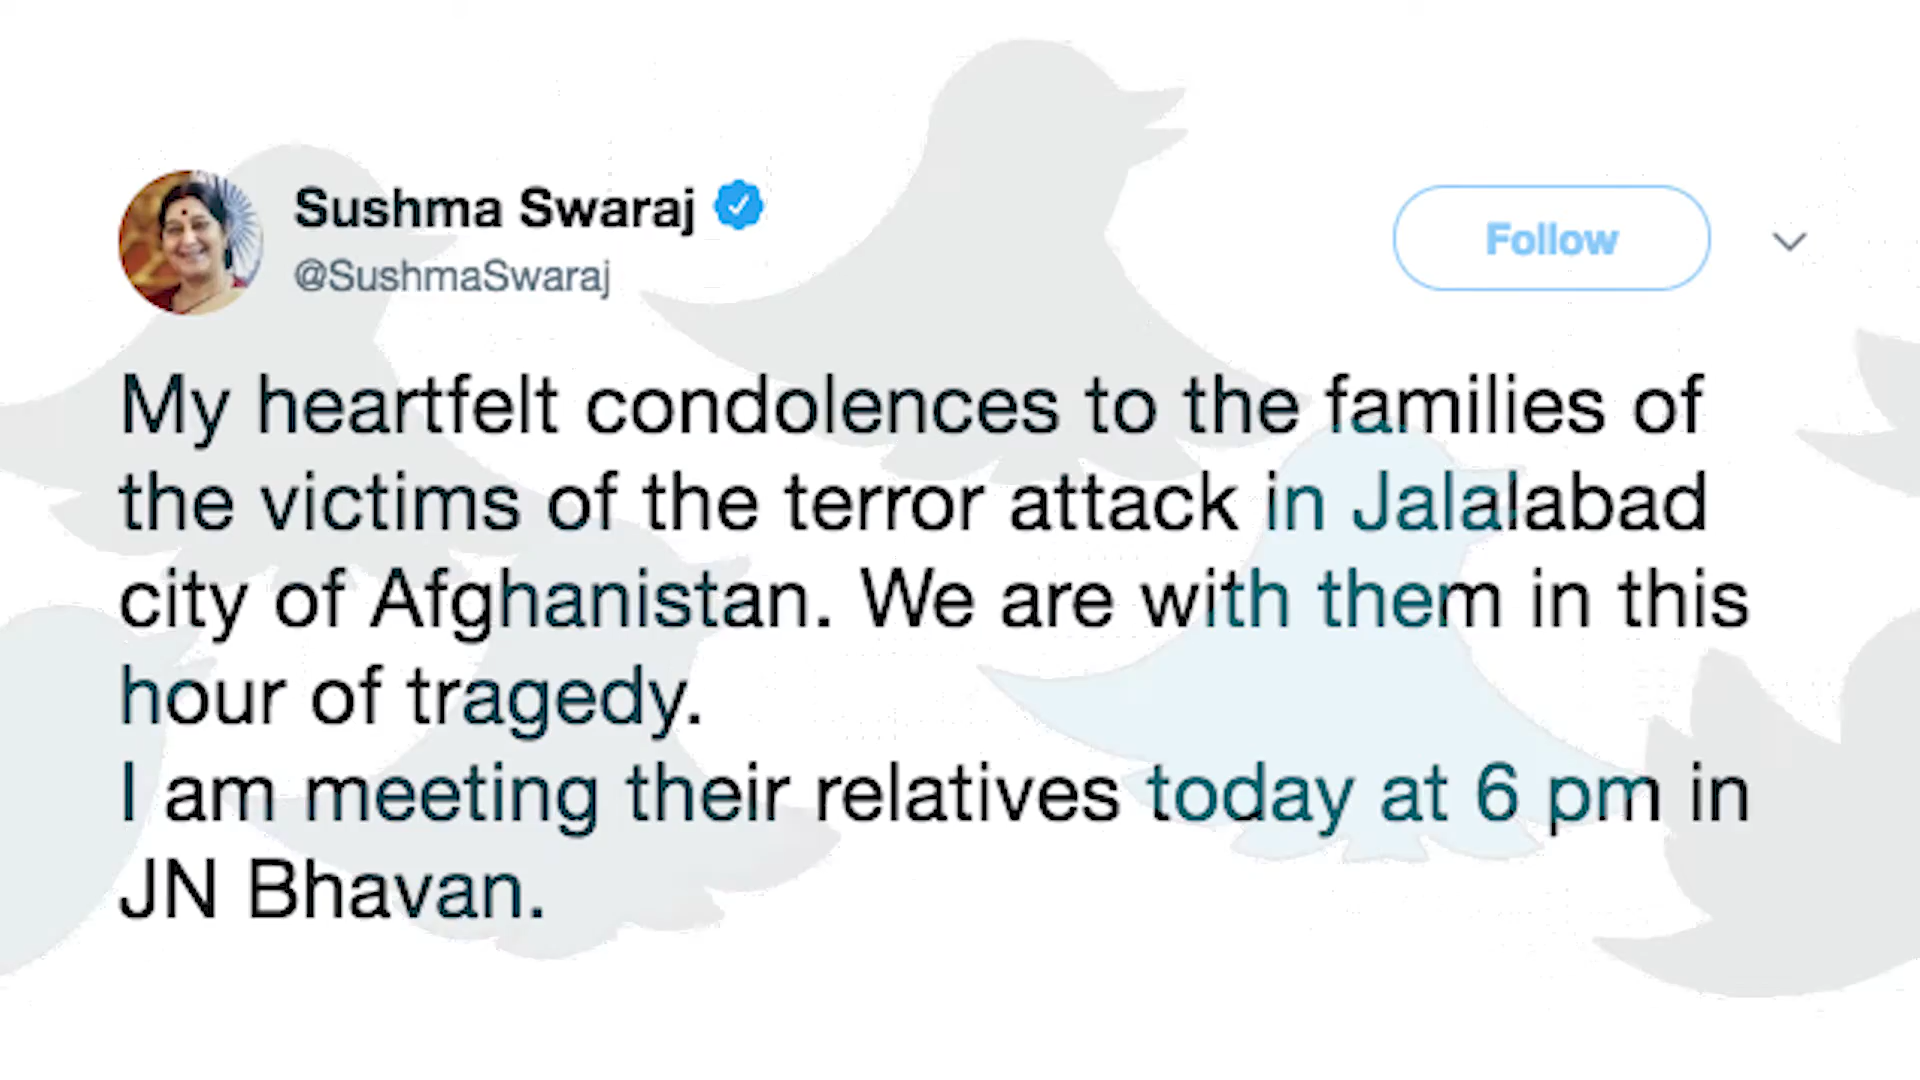 Sushma Swaraj
@SushmaSwaraj
Follow
My heartfelt condolences to the families of
the victims of the terror attack in Jalalabad
city of Afghanistan. We are with them in this
hour of tragedy.
I am meeting their relatives today at 6 pm in
JN Bhavan.